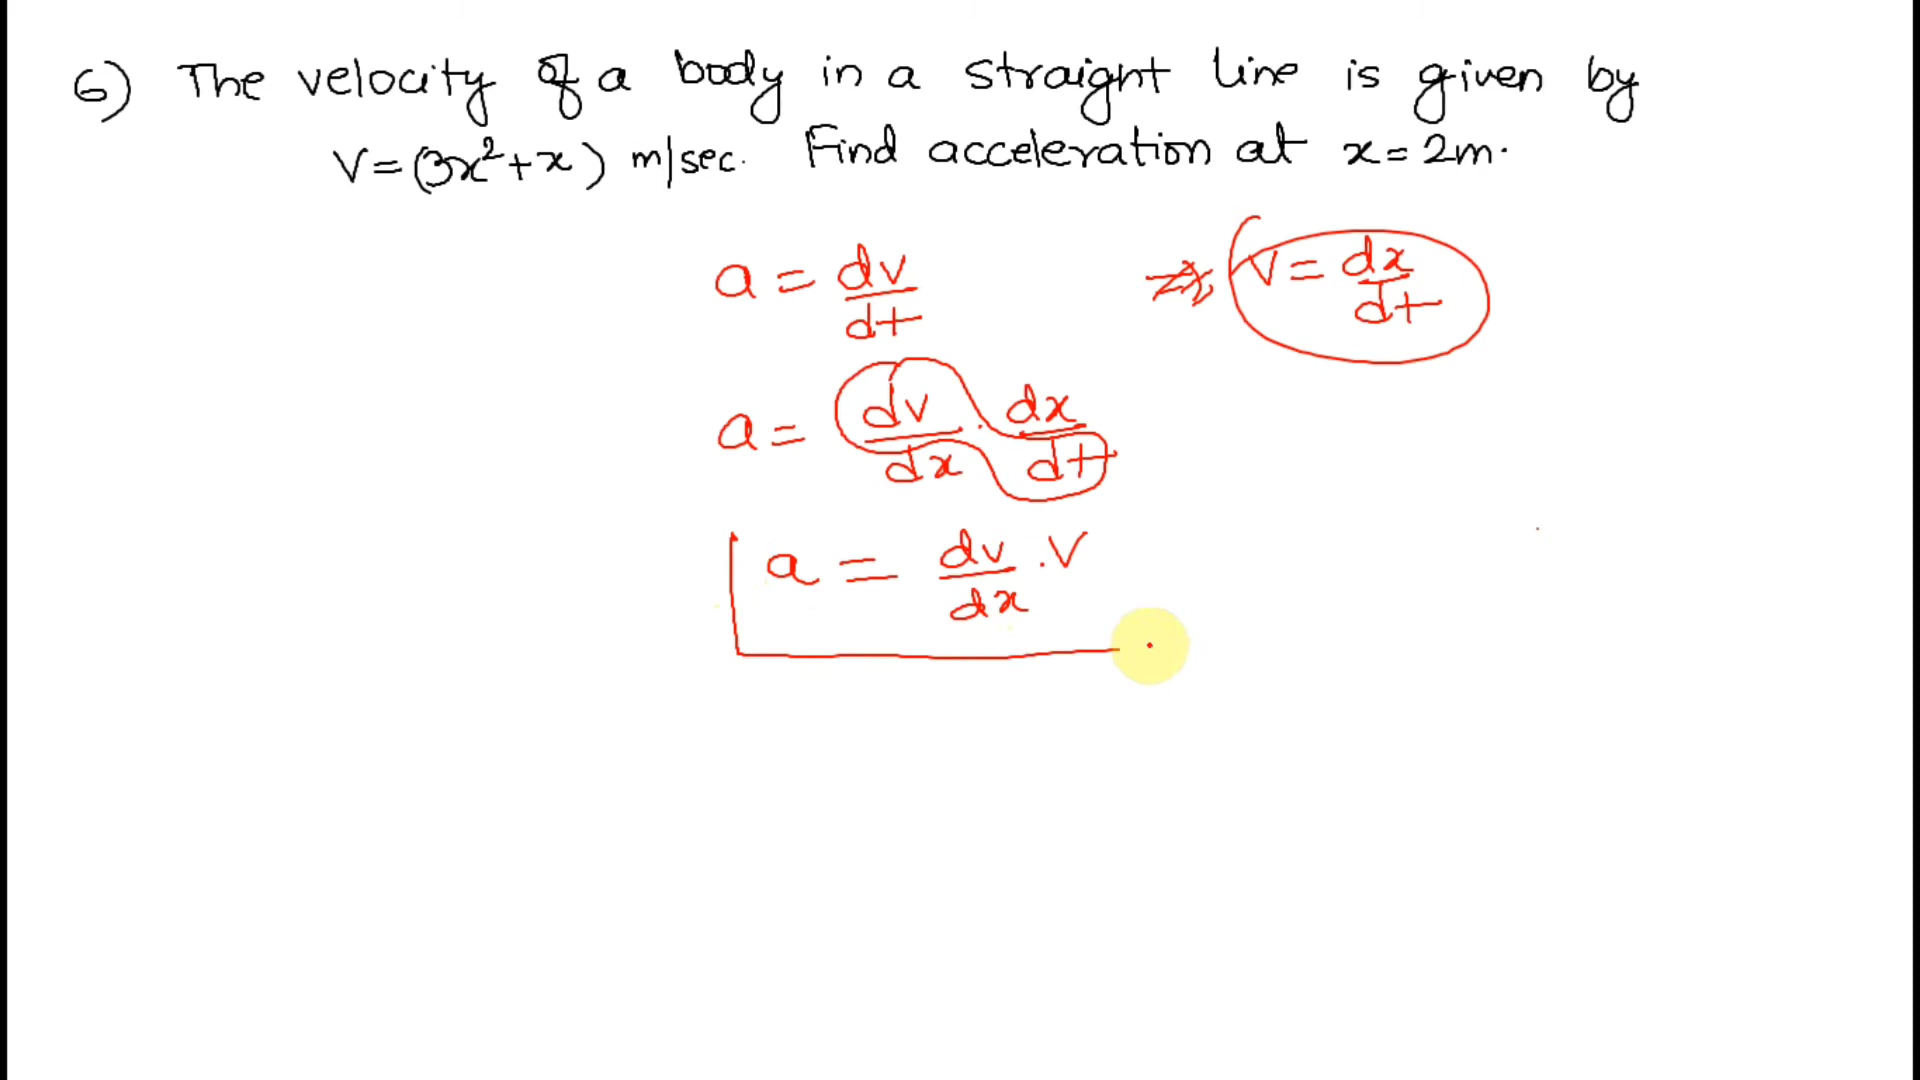 6) The velocity of a body in a straight line is given by
V=(3x²+x) m/sec. Find acceleration at x=2m.
a = dv/dt V = dx/dt
a = dv/dx . dx/dt
a = dv/dx . V